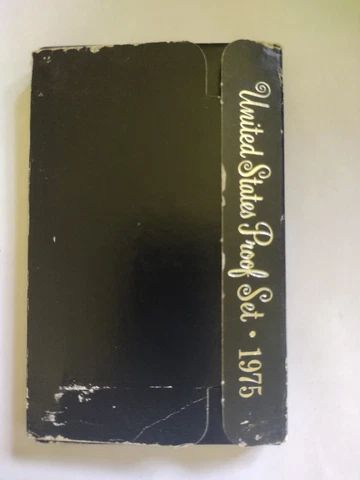 United States Proof Set • 1975